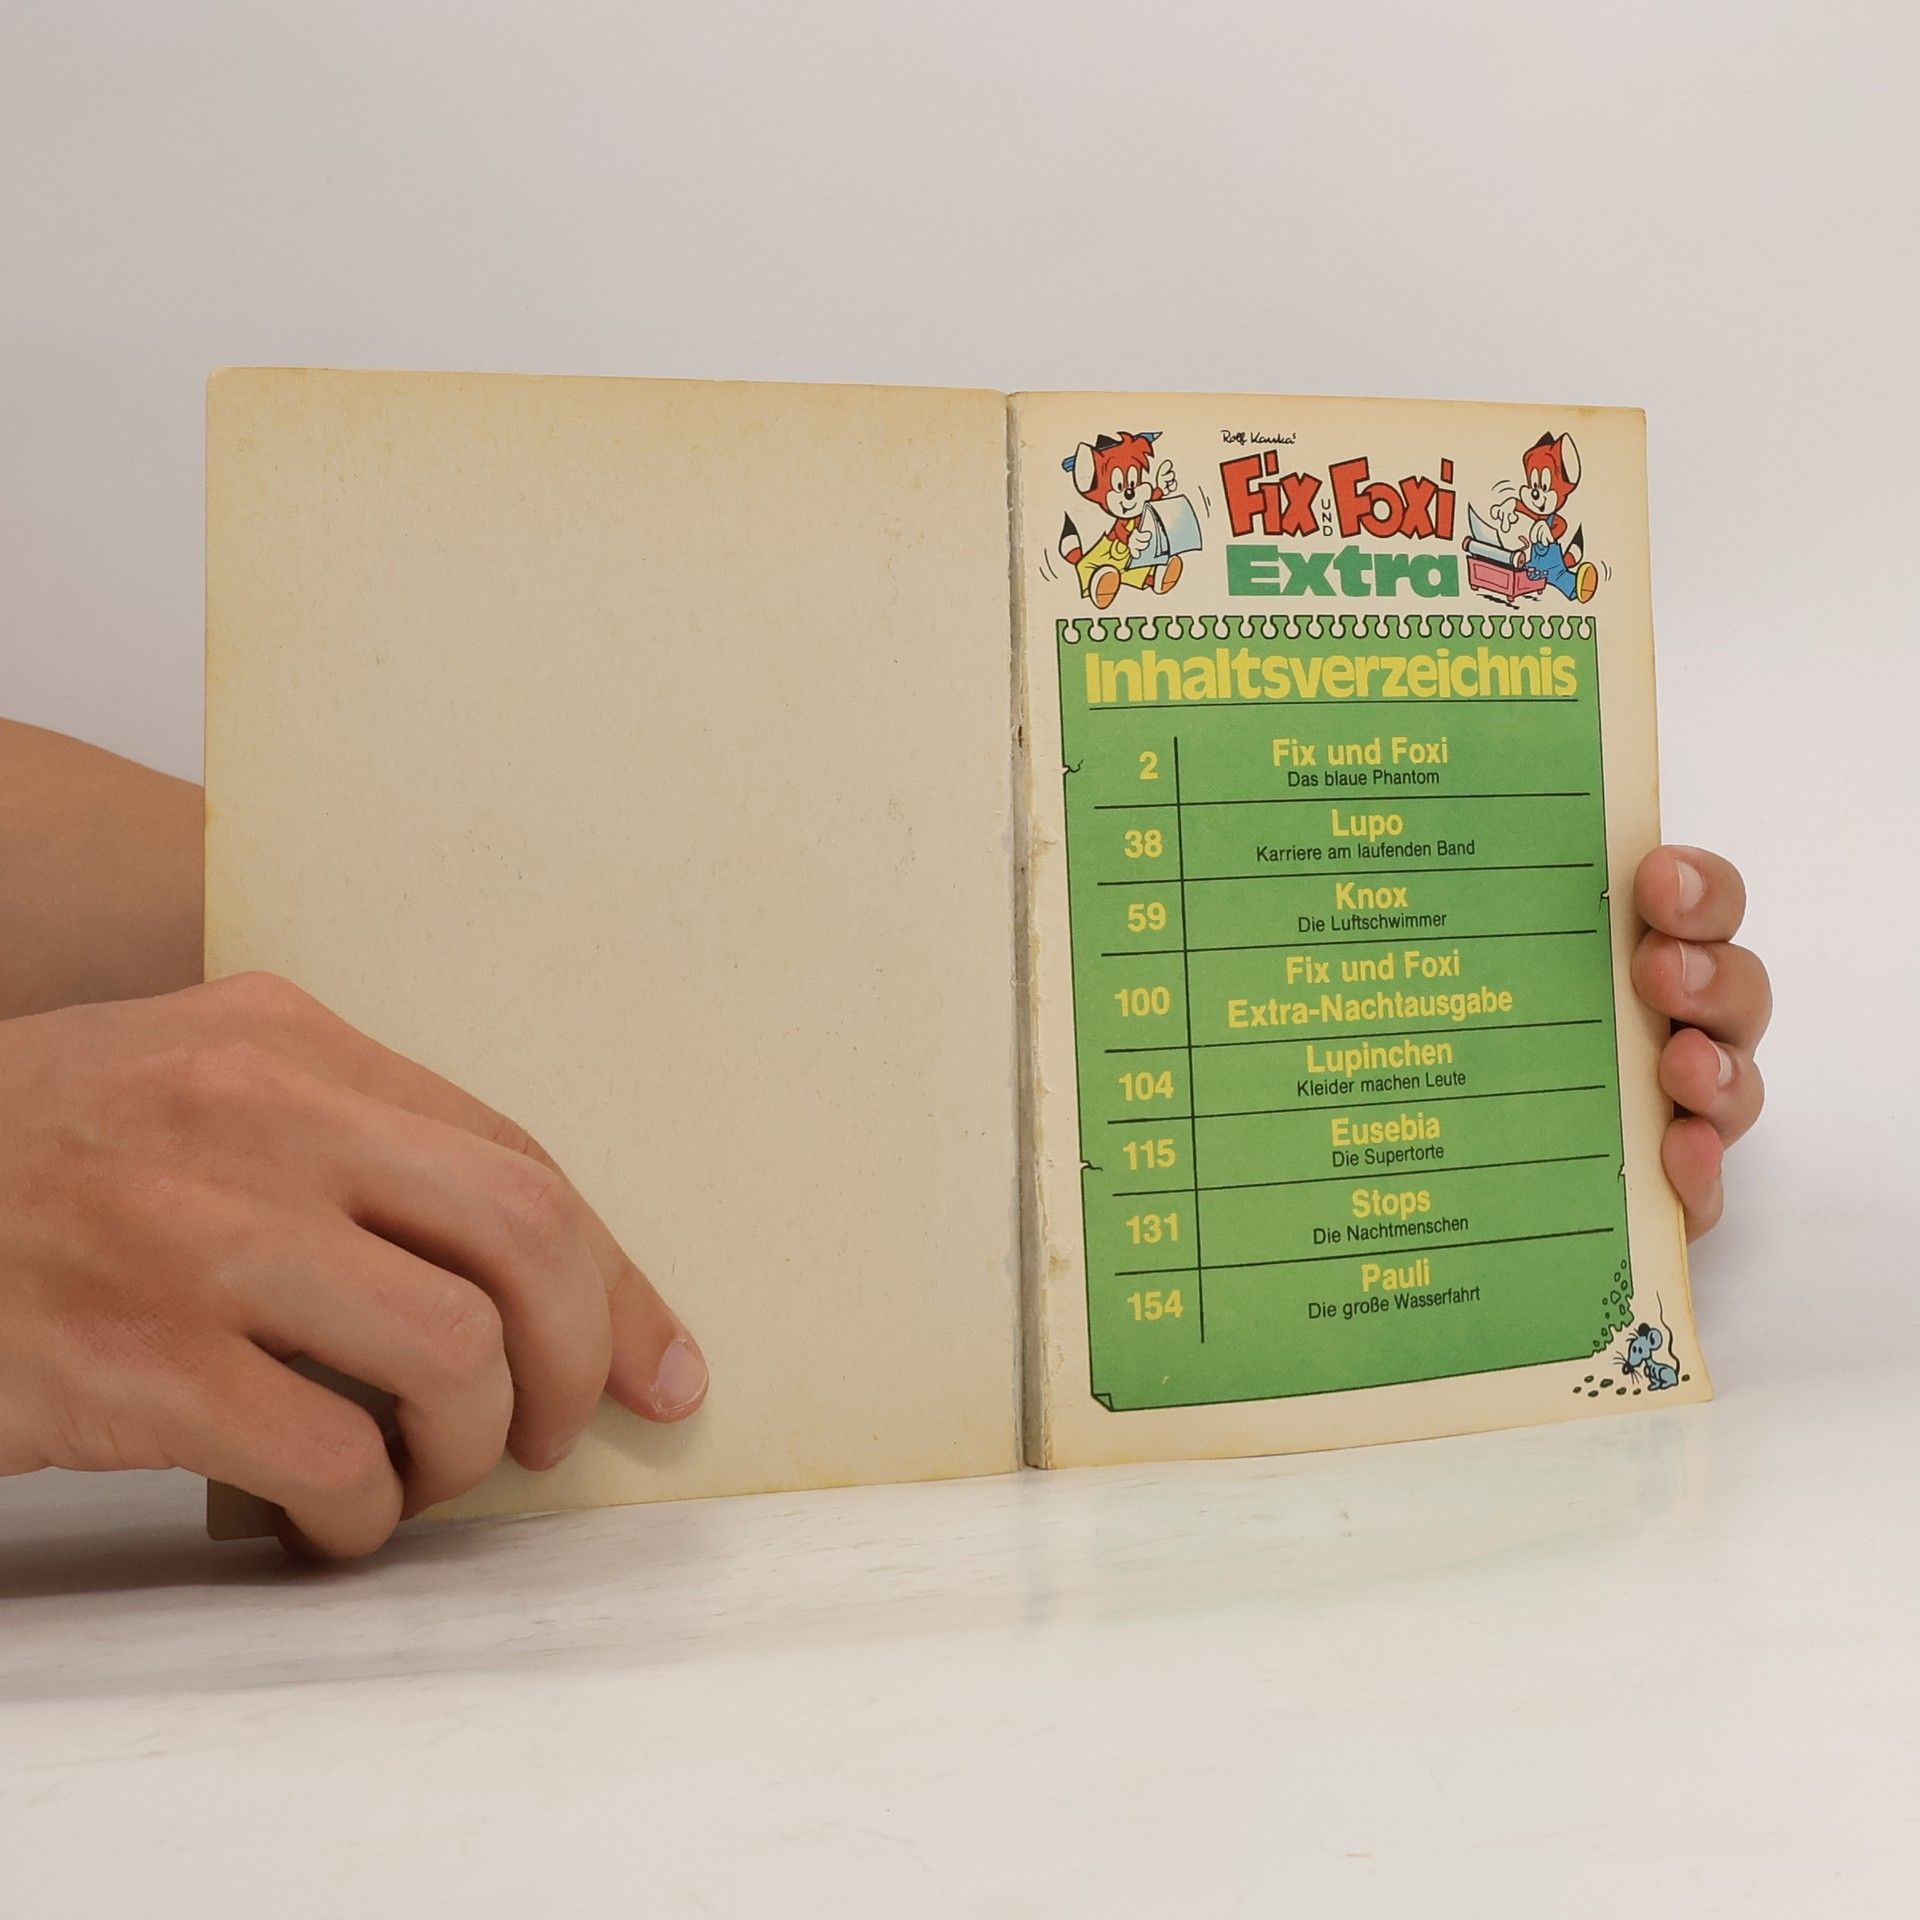 Rolf Kauka's
Fix UND Foxi
Extra
Inhaltsverzeichnis
2 Fix und Foxi
Das blaue Phantom
38 Lupo
Karriere am laufenden Band
59 Knox
Die Luftschwimmer
100 Fix und Foxi
Extra-Nachtausgabe
104 Lupinchen
Kleider machen Leute
115 Eusebia
Die Supertorte
131 Stops
Die Nachtmenschen
154 Pauli
Die große Wasserfahrt